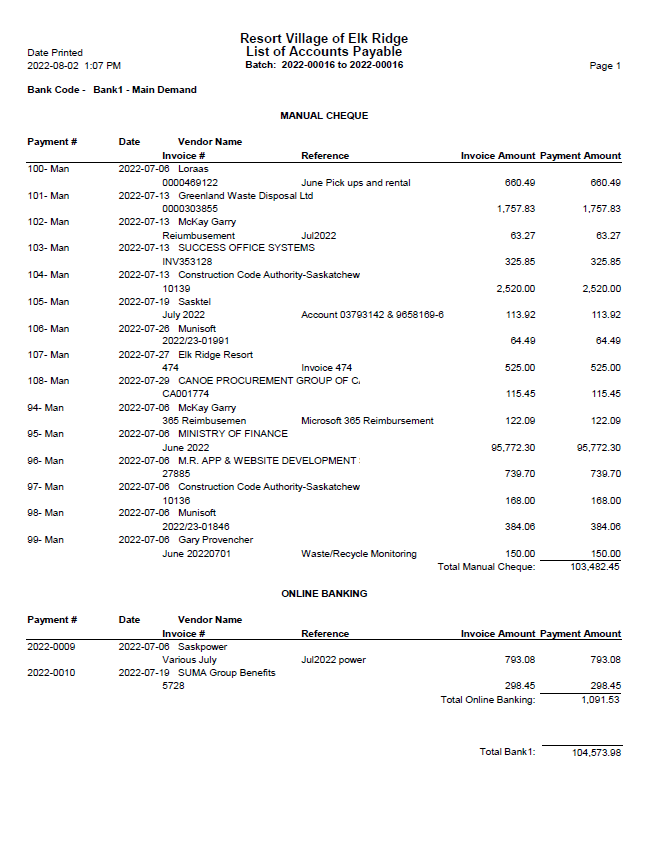 Resort Village of Elk Ridge
Date Printed List of Accounts Payable
2022-08-02 1:07 PM Batch: 2022-00016 to 2022-00016 Page 1
Bank Code - Bank1 - Main Demand
MANUAL CHEQUE
Payment # Date Vendor Name
Invoice # Reference Invoice Amount Payment Amount
100- Man 2022-07-06 Loraas
0000469122 June Pick ups and rental 660.49 660.49
101- Man 2022-07-13 Greenland Waste Disposal Ltd
0000303855 1,757.83 1,757.83
102- Man 2022-07-13 McKay Garry
Reiumbusement Jul2022 63.27 63.27
103- Man 2022-07-13 SUCCESS OFFICE SYSTEMS
INV353128 325.85 325.85
104- Man 2022-07-13 Construction Code Authority-Saskatchew
10139 2,520.00 2,520.00
105- Man 2022-07-19 Sasktel
July 2022 Account 03793142 & 9658169-6 113.92 113.92
106- Man 2022-07-26 Munisoft
2022/23-01991 64.49 64.49
107- Man 2022-07-27 Elk Ridge Resort
474 Invoice 474 525.00 525.00
108- Man 2022-07-29 CANOE PROCUREMENT GROUP OF C
CA001774 115.45 115.45
94- Man 2022-07-06 McKay Garry
365 Reimbusemen Microsoft 365 Reimbursement 122.09 122.09
95- Man 2022-07-06 MINISTRY OF FINANCE
June 2022 95,772.30 95,772.30
96- Man 2022-07-06 M.R. APP & WEBSITE DEVELOPMENT
27885 739.70 739.70
97- Man 2022-07-06 Construction Code Authority-Saskatchew
10136 168.00 168.00
98- Man 2022-07-06 Munisoft
2022/23-01846 384.06 384.06
99- Man 2022-07-06 Gary Provencher
June 20220701 Waste/Recycle Monitoring 150.00 150.00
Total Manual Cheque: 103,482.45
ONLINE BANKING
Payment # Date Vendor Name
Invoice # Reference Invoice Amount Payment Amount
2022-0009 2022-07-06 Saskpower
Various July Jul2022 power 793.08 793.08
2022-0010 2022-07-19 SUMA Group Benefits
5728 298.45 298.45
Total Online Banking: 1,091.53
Total Bank1: 104,573.98